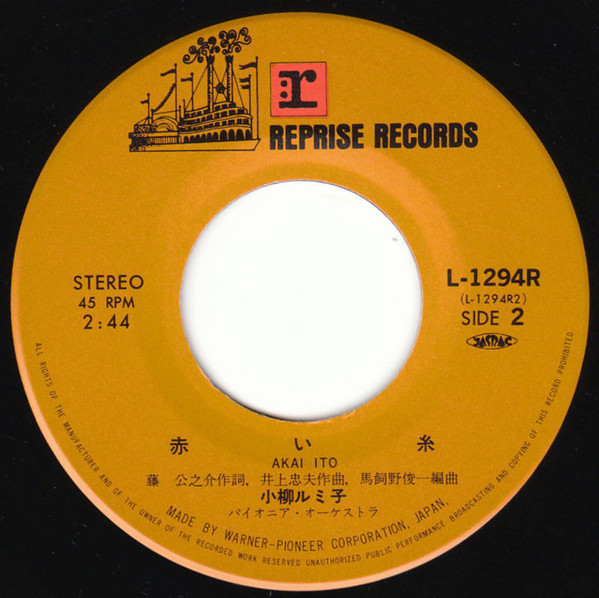 r
REPRISE RECORDS
STEREO
45 RPM
2:44
L-1294R
(L-1294R2)
SIDE 2
JASRAC
赤い糸
AKAI ITO
藤 公之介作詞, 井上忠夫作曲, 馬飼野俊一編曲
小柳ルミ子
パイオニア・オーケストラ
MADE BY WARNER-PIONEER CORPORATION, JAPAN,
ALL RIGHTS OF THE MANUFACTURER AND OF THE OWNER OF THE RECORDED WORK RESERVED UNAUTHORIZED PUBLIC PERFORMANCE BROADCASTING AND COPYING OF THIS RECORD PROHIBITED.